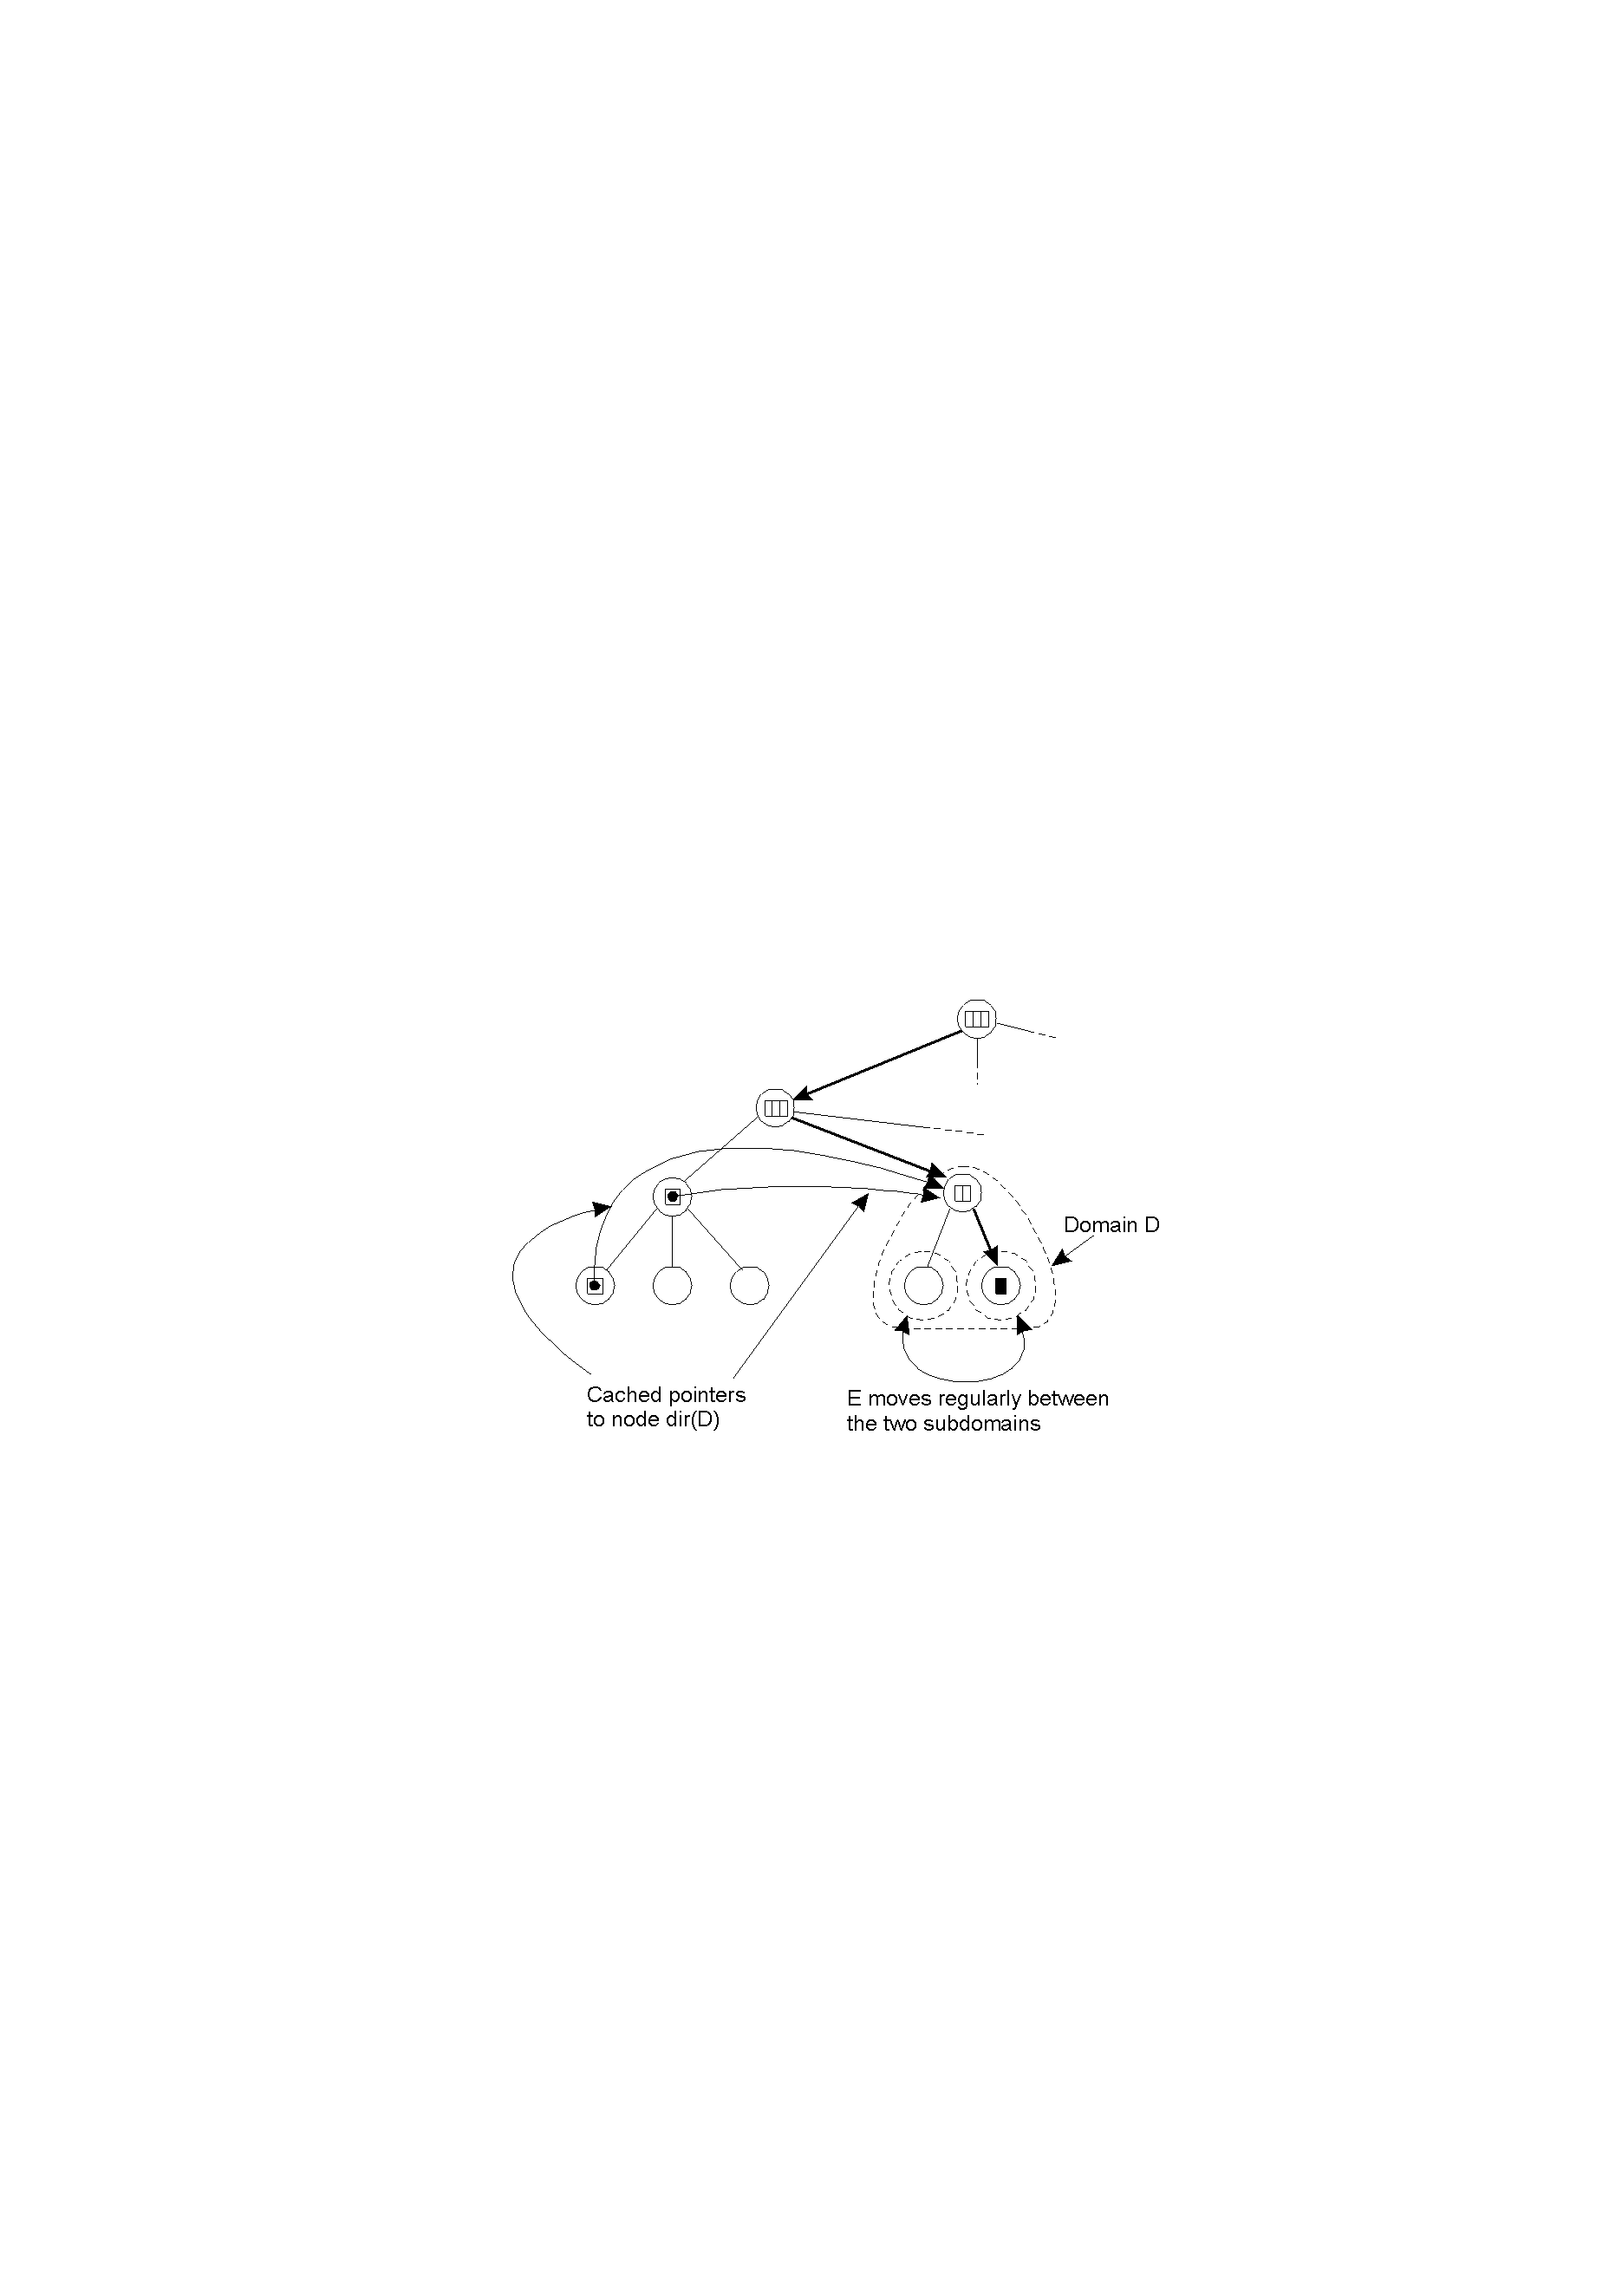 Domain D
Cached pointers
to node dir(D)
E moves regularly between
the two subdomains